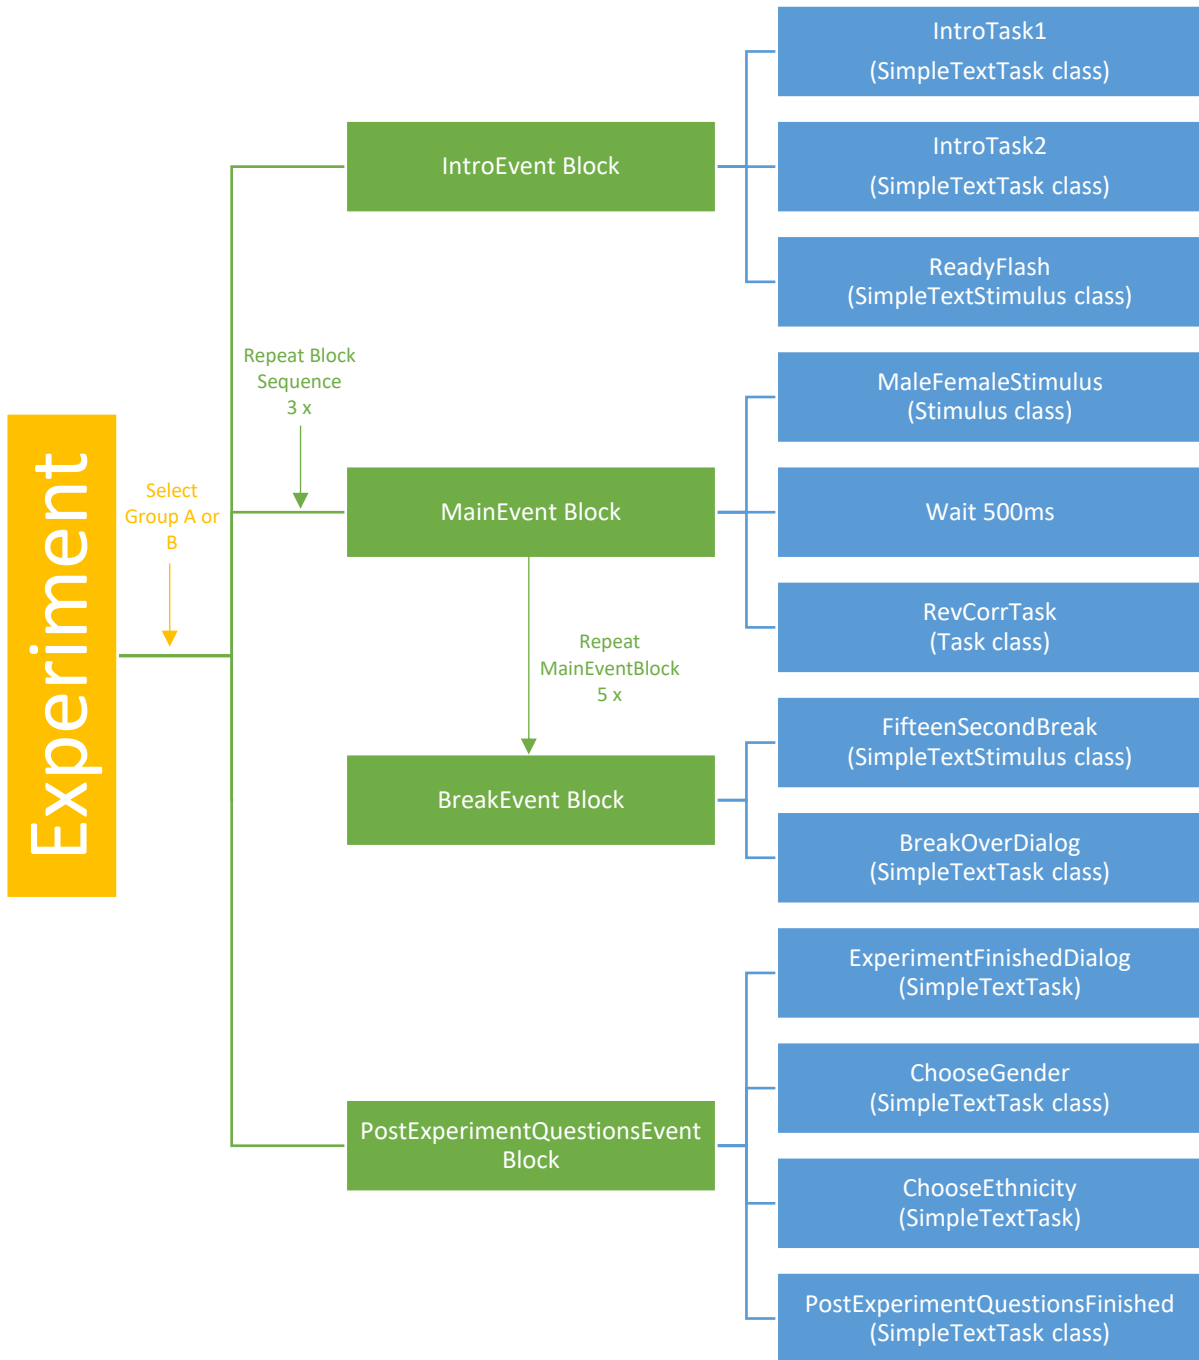 Experiment
Select
Group A or
B
Repeat Block
Sequence
3 x
IntroEvent Block
IntroTask1
(SimpleTextTask class)
IntroTask2
(SimpleTextTask class)
ReadyFlash
(SimpleTextStimulus class)
MainEvent Block
MaleFemaleStimulus
(Stimulus class)
Wait 500ms
RevCorrTask
(Task class)
Repeat
MainEventBlock
5 x
BreakEvent Block
FifteenSecondBreak
(SimpleTextStimulus class)
BreakOverDialog
(SimpleTextTask class)
PostExperimentQuestionsEvent
Block
ExperimentFinishedDialog
(SimpleTextTask)
ChooseGender
(SimpleTextTask class)
ChooseEthnicity
(SimpleTextTask)
PostExperimentQuestionsFinished
(SimpleTextTask class)